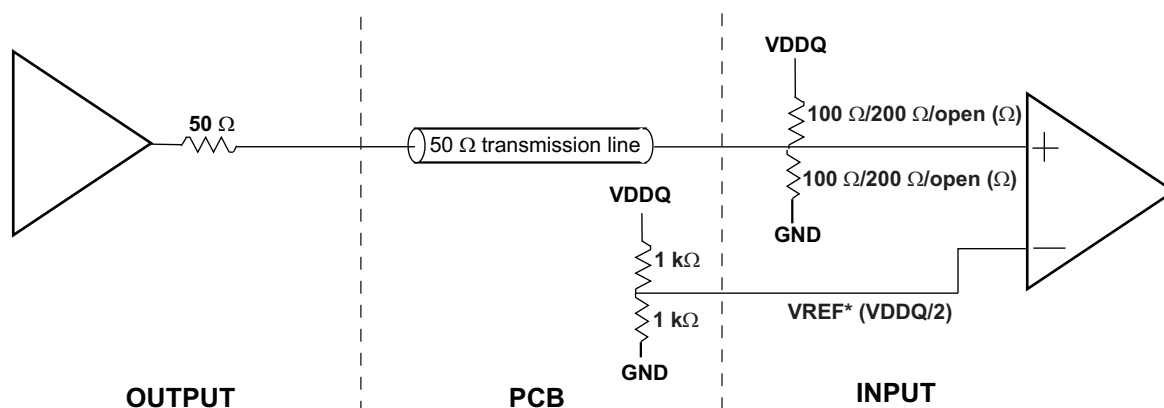 VDDQ
50 Ω
100 Ω/200 Ω/open (Ω)
50 Ω transmission line
100 Ω/200 Ω/open (Ω)
VDDQ
GND
1 kΩ
1 kΩ
VREF* (VDDQ/2)
GND
OUTPUT
PCB
INPUT